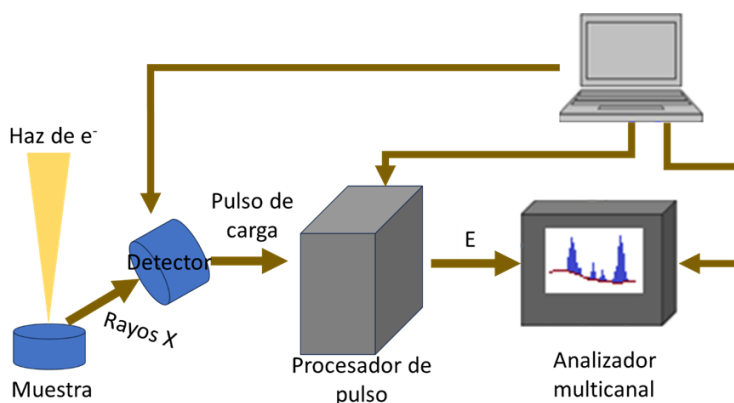 Haz de e⁻
Pulso de
carga
Detector
E
Rayos X
Muestra
Procesador de
pulso
Analizador
multicanal